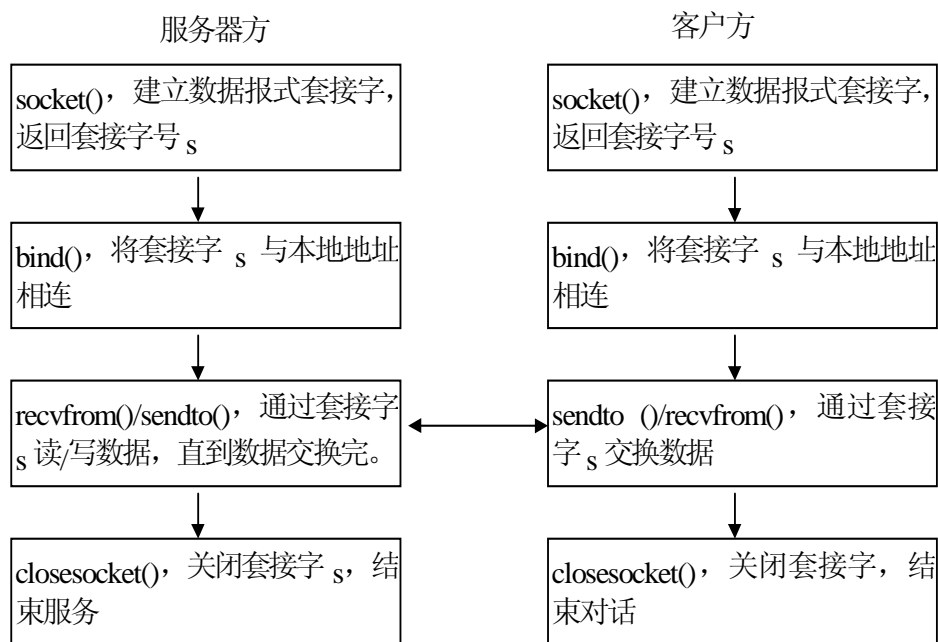 服务器方
客户方
socket()，建立数据报式套接字，
返回套接字号 s
socket()，建立数据报式套接字，
返回套接字号 s
bind()，将套接字 s 与本地地址
相连
bind()，将套接字 s 与本地地址
相连
recvfrom()/sendto()，通过套接字
s 读/写数据，直到数据交换完。
sendto ()/recvfrom()，通过套接
字 s 交换数据
closesocket()，关闭套接字 s，结
束服务
closesocket()，关闭套接字，结
束对话